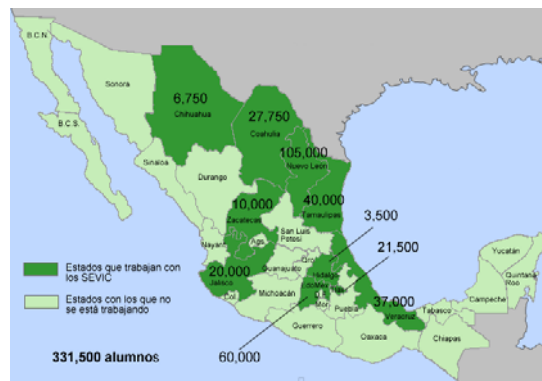 B.C.N.
Sonora
6,750
Chihuahua
27,750
Coahuila
B.C.S.
105,000
Nuevo León
Sinaloa
Durango
10,000
Zacatecas
40,000
Tamaulipas
3,500
San Luis
Potosí
21,500
Nayarit
Ags.
20,000
Jalisco
Guanajuato
Qro.
Hidalgo
EdoMex
Tlax
D.F.
Mor.
Puebla
37,000
Veracruz
Yucatán
Quintana
Roo
Campeche
Tabasco
Col.
Michoacán
Guerrero
Oaxaca
Chiapas
Estados que trabajan con
los SEVIC
Estados con los que no
se está trabajando
331,500 alumnos
60,000